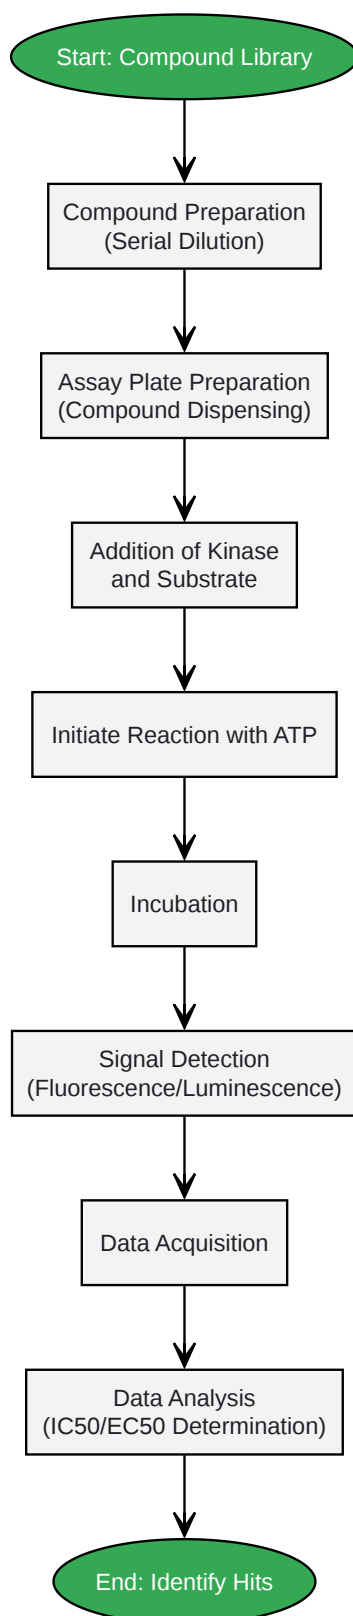 Start: Compound Library
Compound Preparation
(Serial Dilution)
Assay Plate Preparation
(Compound Dispensing)
Addition of Kinase
and Substrate
Initiate Reaction with ATP
Incubation
Signal Detection
(Fluorescence/Luminescence)
Data Acquisition
Data Analysis
(IC50/EC50 Determination)
End: Identify Hits